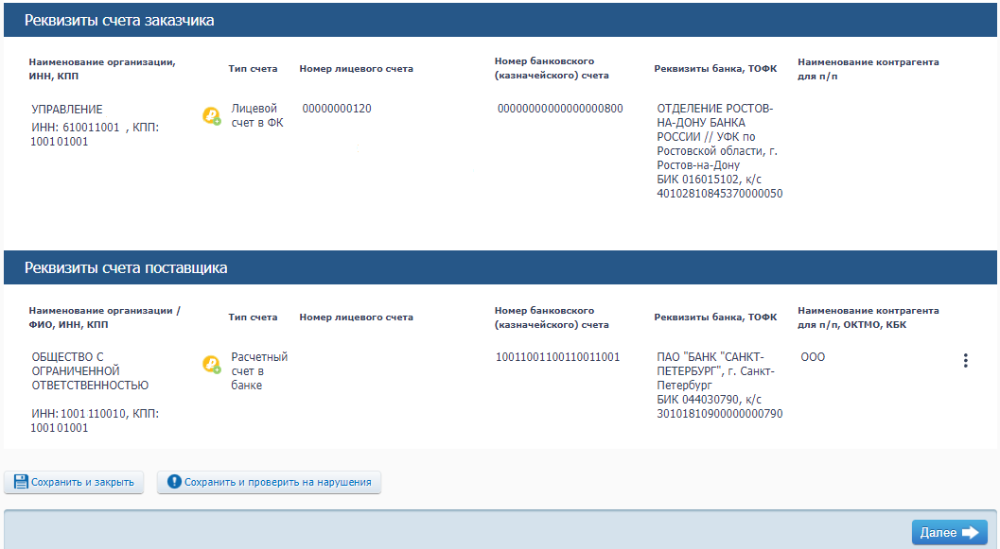 Реквизиты счета заказчика
Наименование организации,
ИНН, КПП
Тип счета
Номер лицевого счета
Номер банковского
(казначейского) счета
Реквизиты банка, ТОФК
Наименование контрагента
для п/п
УПРАВЛЕНИЕ
ИНН: 610011001 , КПП:
100101001
Лицевой
счет в ФК
00000000120
00000000000000000800
ОТДЕЛЕНИЕ РОСТОВ-
НА-ДОНУ БАНКА
РОССИИ // УФК по
Ростовской области, г.
Ростов-на-Дону
БИК 016015102, к/с
40102810845370000050
Реквизиты счета поставщика
Наименование организации /
ФИО, ИНН, КПП
Тип счета
Номер лицевого счета
Номер банковского
(казначейского) счета
Реквизиты банка, ТОФК
Наименование контрагента
для п/п, ОКТМО, КБК
ОБЩЕСТВО С
ОГРАНИЧЕННОЙ
ОТВЕТСТВЕННОСТЬЮ
ИНН: 1001 110010, КПП:
100101001
Расчетный
счет в
банке
10011001100110011001
ПАО "БАНК "САНКТ-
ПЕТЕРБУРГ", г. Санкт-
Петербург
БИК 044030790, к/с
30101810900000000790
ООО
Сохранить и закрыть
Сохранить и проверить на нарушения
Далее